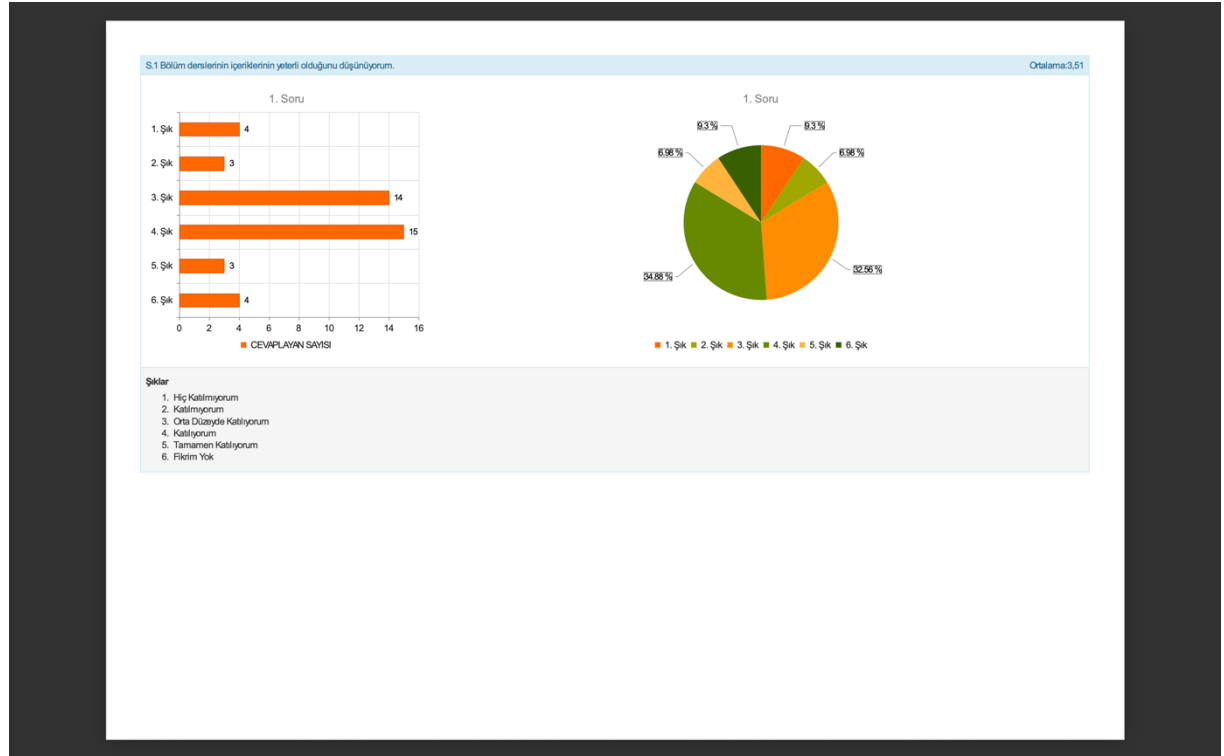 S.1 Bölüm derslerinin içeriklerinin yeterli olduğunu düşünüyorum. Ortalama:3,51
1. Soru
1. Şık 4
2. Şık 3
3. Şık 14
4. Şık 15
5. Şık 3
6. Şık 4
0 2 4 6 8 10 12 14 16
CEVAPLAYAN SAYISI
1. Soru
9.3 % 9.3 %
6.98 % 6.98 %
34.88 % 32.56 %
1. Şık 2. Şık 3. Şık 4. Şık 5. Şık 6. Şık
Şıklar
1. Hiç Katılmıyorum
2. Katılmıyorum
3. Orta Düzeyde Katılıyorum
4. Katılıyorum
5. Tamamen Katılıyorum
6. Fikrim Yok